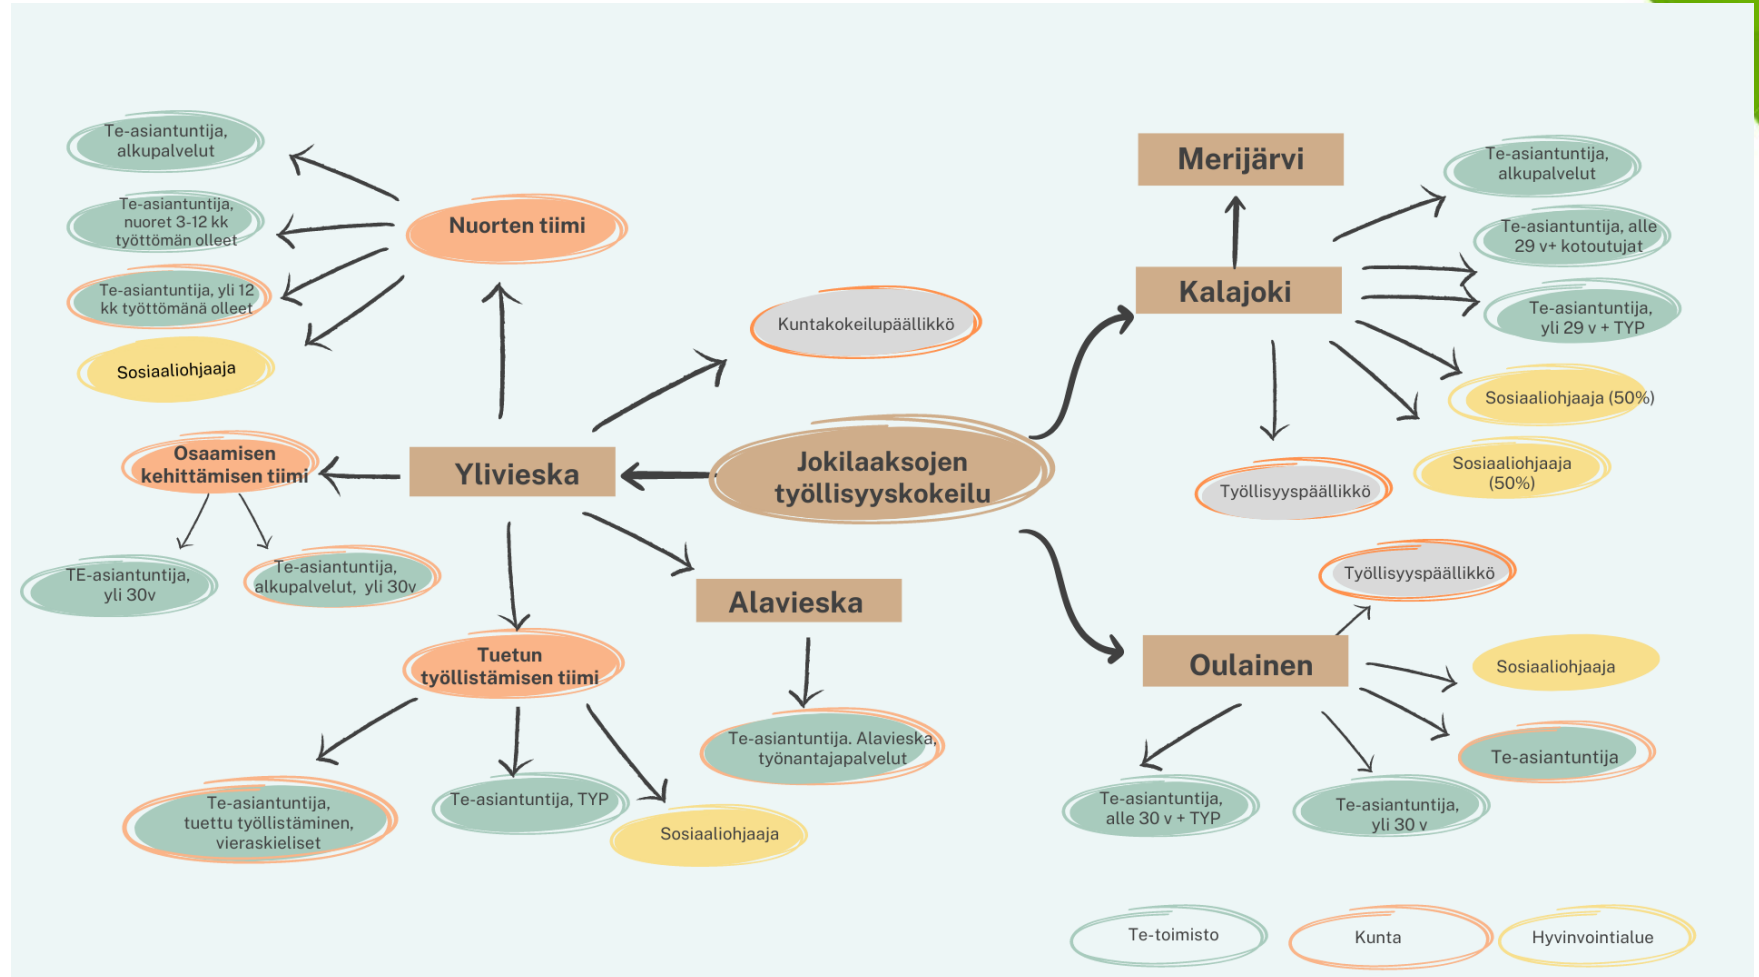 Te-asiantuntija,
alkupalvelut
Te-asiantuntija,
nuoret 3-12 kk
työttömän olleet
Te-asiantuntija, yli 12
kk työttömänä olleet
Sosiaaliohjaaja
Nuorten tiimi
Kuntakokeilupäällikkö
Osaamisen
kehittämisen tiimi
Ylivieska
Jokilaaksojen
työllisyyskokeilu
TE-asiantuntija,
yli 30v
Te-asiantuntija,
alkupalvelut, yli 30v
Alavieska
Tuetun
työllistämisen tiimi
Te-asiantuntija. Alavieska,
työnantajapalvelut
Te-asiantuntija,
tuettu työllistäminen,
vieraskieliset
Te-asiantuntija, TYP
Sosiaaliohjaaja
Merijärvi
Kalajoki
Te-asiantuntija,
alkupalvelut
Te-asiantuntija, alle
29 v+ kotoutujat
Te-asiantuntija,
yli 29 v + TYP
Sosiaaliohjaaja (50%)
Sosiaaliohjaaja
(50%)
Työllisyyspäällikkö
Työllisyyspäällikkö
Oulainen
Sosiaaliohjaaja
Te-asiantuntija
Te-asiantuntija,
alle 30 v + TYP
Te-asiantuntija,
yli 30 v
Te-toimisto
Kunta
Hyvinvointialue